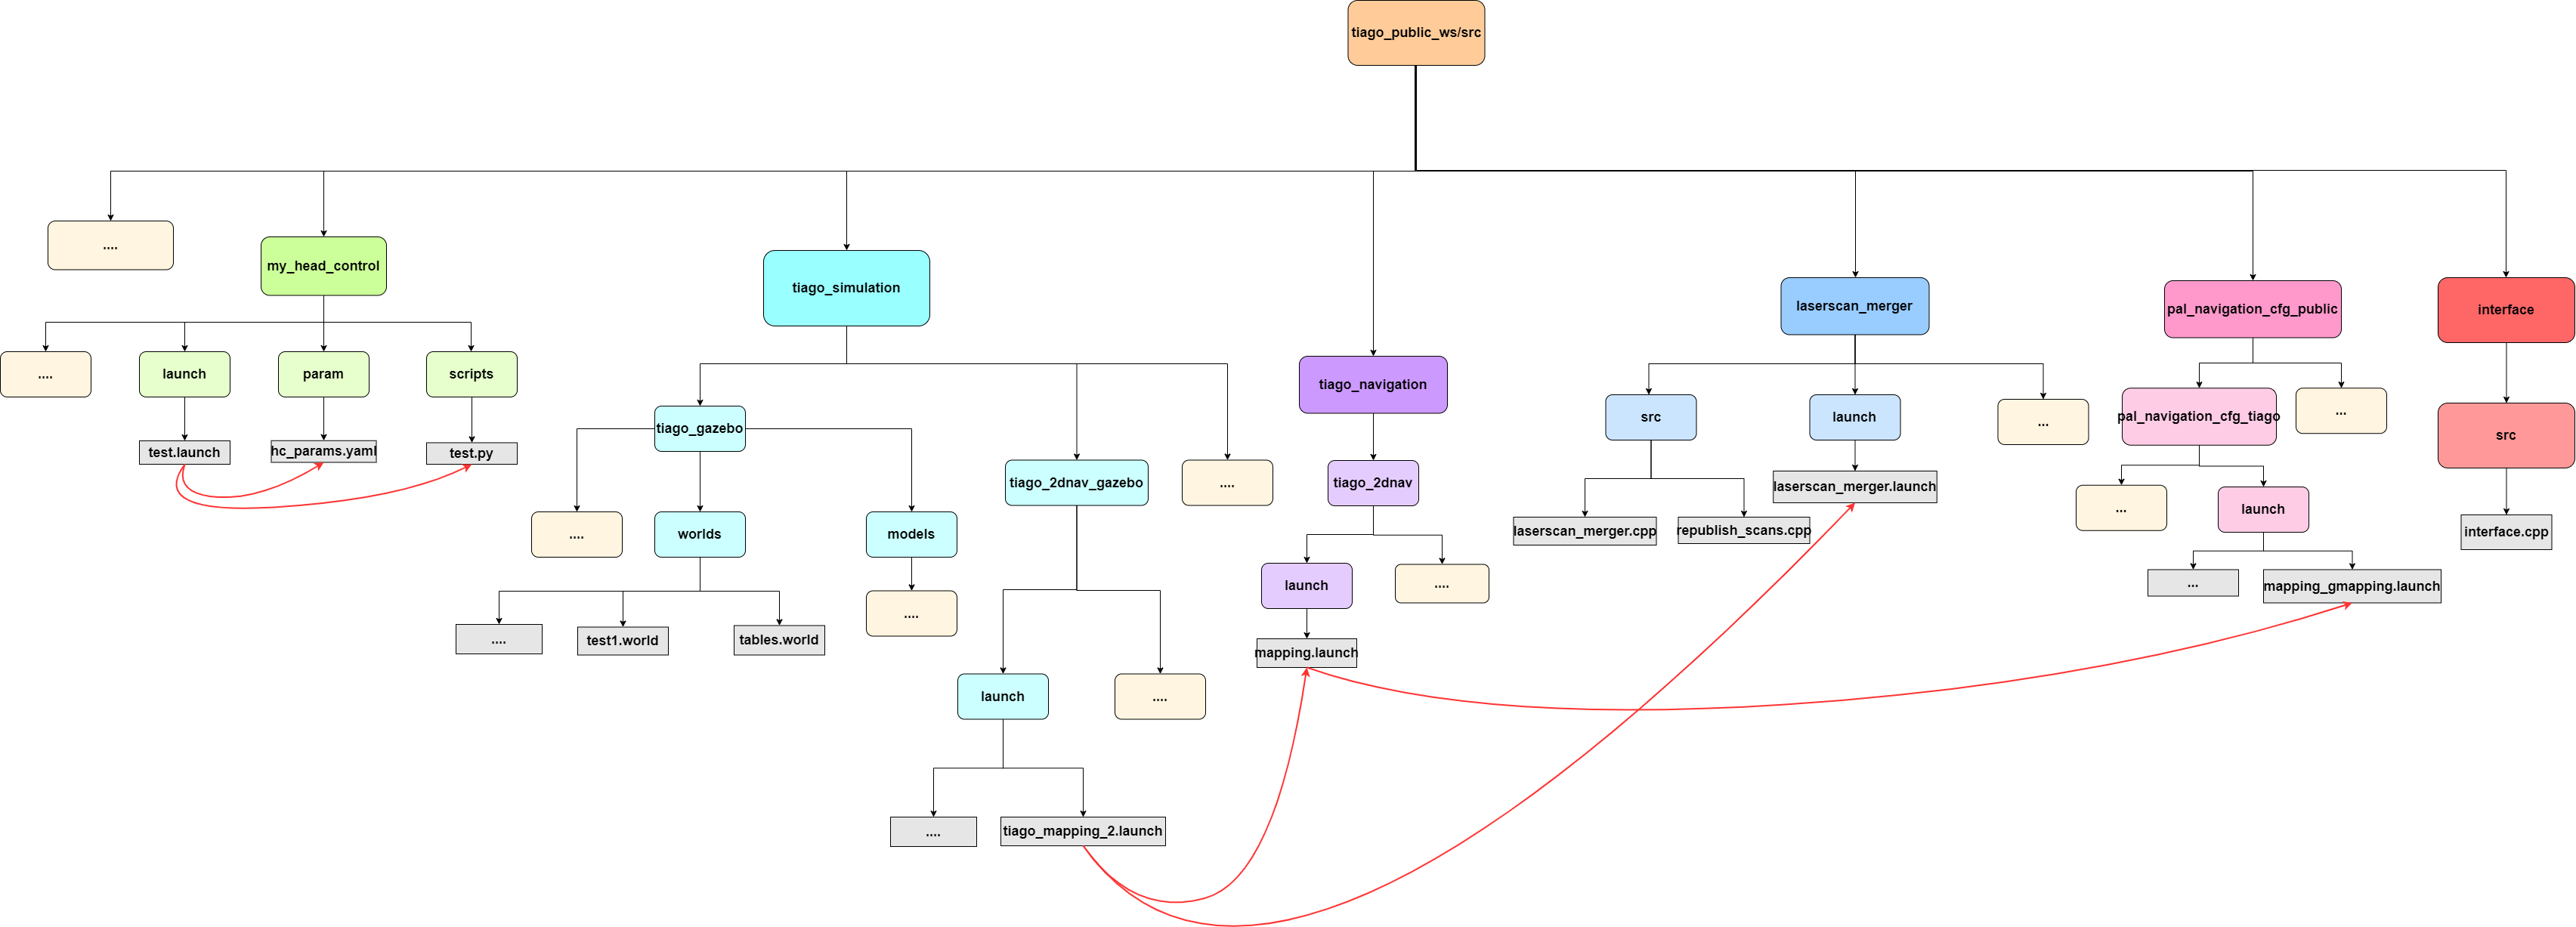 tiago_public_ws/src
....
my_head_control
tiago_simulation
tiago_navigation
laserscan_merger
pal_navigation_cfg_public
interface
....
launch
param
scripts
test.launch
hc_params.yaml
test.py
tiago_gazebo
tiago_2dnav_gazebo
....
....
worlds
models
....
test1.world
tables.world
....
launch
....
....
tiago_mapping_2.launch
tiago_2dnav
launch
....
mapping.launch
src
launch
...
laserscan_merger.cpp
republish_scans.cpp
laserscan_merger.launch
pal_navigation_cfg_tiago
...
...
launch
...
mapping_gmapping.launch
src
interface.cpp